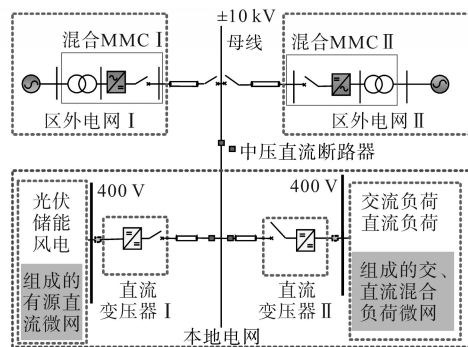 ±10 kV
母线
混合MMC Ⅰ
混合MMC Ⅱ
区外电网 Ⅰ
区外电网 Ⅱ
中压直流断路器
400 V
400 V
光伏
储能
风电
组成的
有源直
流微网
直流
变压器 Ⅰ
直流
变压器 Ⅱ
交流负荷
直流负荷
组成的交、
直流混合
负荷微网
本地电网